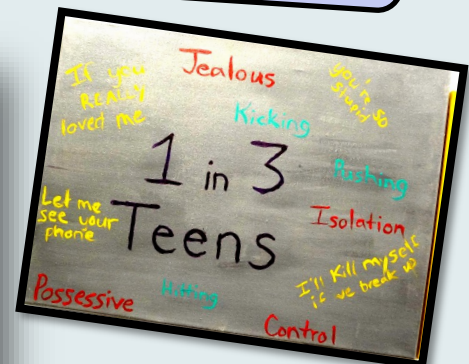 Jealous
If you
REALLY
loved me
you're so
stupid
Kicking
1 in 3
Pushing
Let me
see your
phone
Teens
Isolation
I'll Kill myself
if we break up
Possessive
Hitting
Control